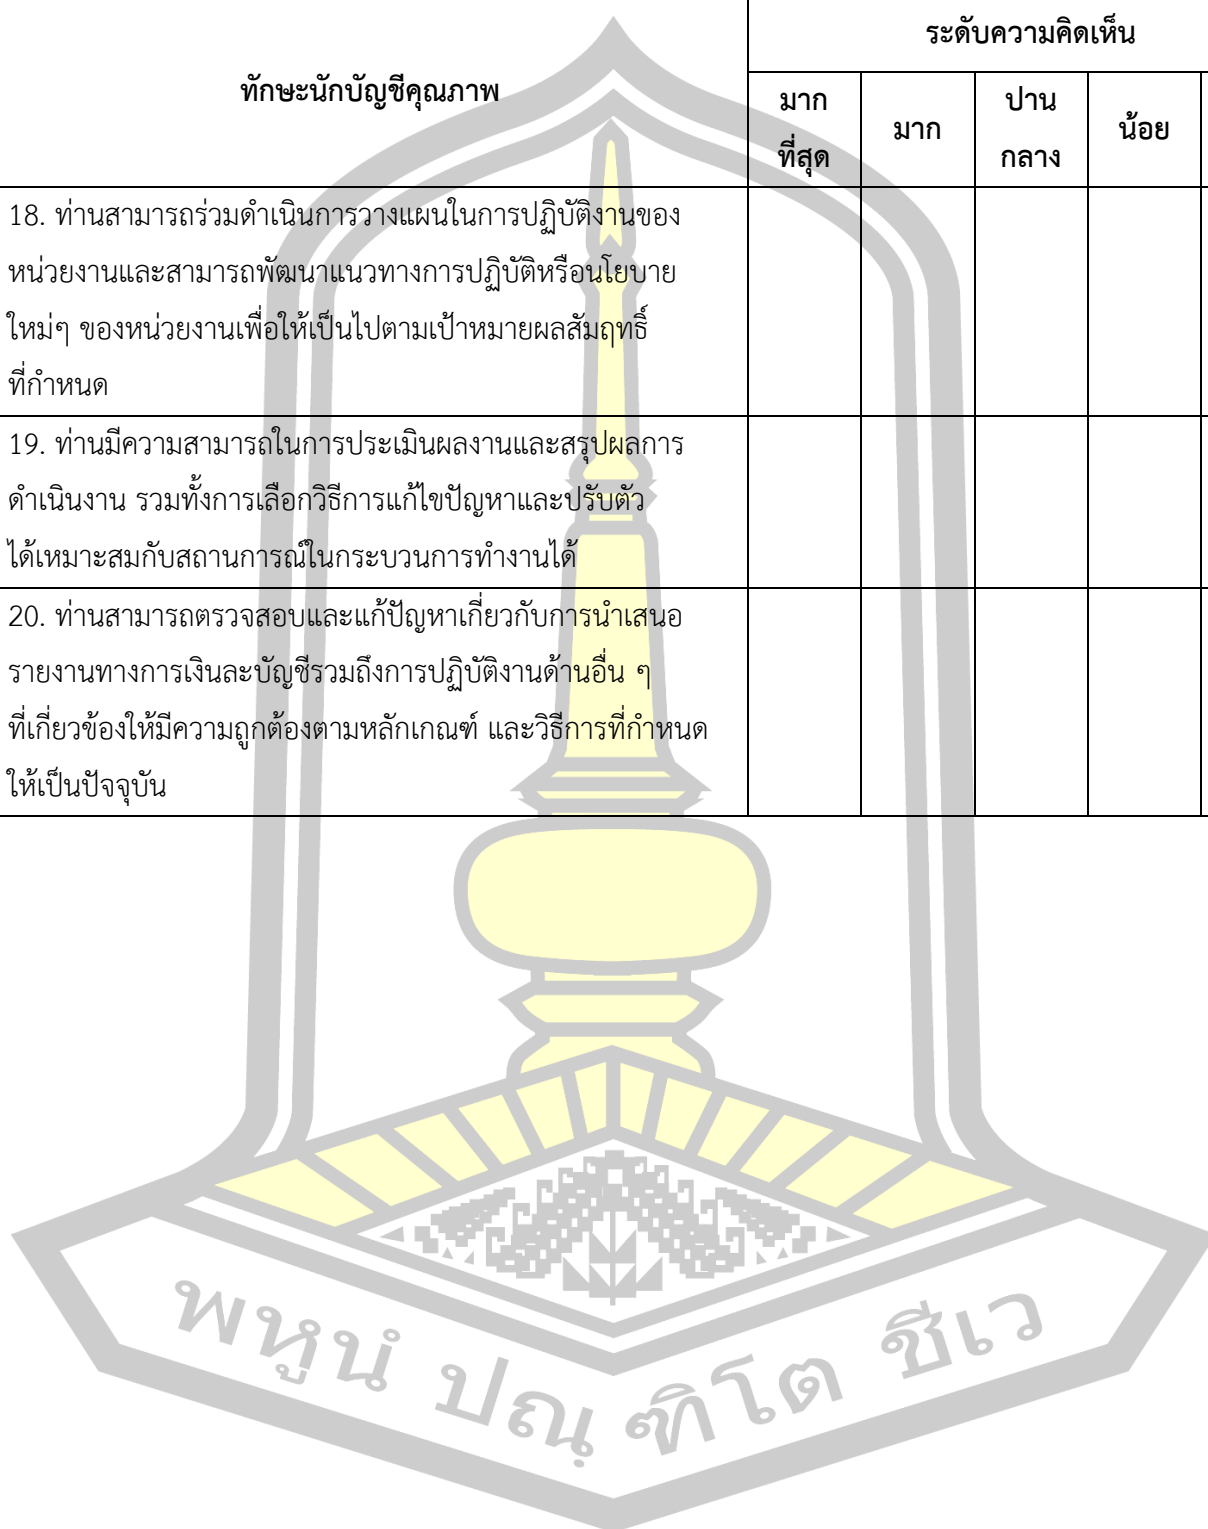 ทักษะนักบัญชีคุณภาพ
ระดับความคิดเห็น
มาก
ที่สุด
มาก
ปาน
กลาง
น้อย
18. ท่านสามารถร่วมดำเนินการวางแผนในการปฏิบัติงานของ
หน่วยงานและสามารถพัฒนาแนวทางการปฏิบัติหรือนโยบาย
ใหม่ๆ ของหน่วยงานเพื่อให้เป็นไปตามเป้าหมายผลสัมฤทธิ์
ที่กำหนด
19. ท่านมีความสามารถในการประเมินผลงานและสรุปผลการ
ดำเนินงาน รวมทั้งการเลือกวิธีการแก้ไขปัญหาและปรับตัว
ได้เหมาะสมกับสถานการณ์ในกระบวนการทำงานได้
20. ท่านสามารถตรวจสอบและแก้ปัญหาเกี่ยวกับการนำเสนอ
รายงานทางการเงินละบัญชีรวมถึงการปฏิบัติงานด้านอื่น ๆ
ที่เกี่ยวข้องให้มีความถูกต้องตามหลักเกณฑ์ และวิธีการที่กำหนด
ให้เป็นปัจจุบัน
พหูนํ ปณฺฑิโต ชีเว